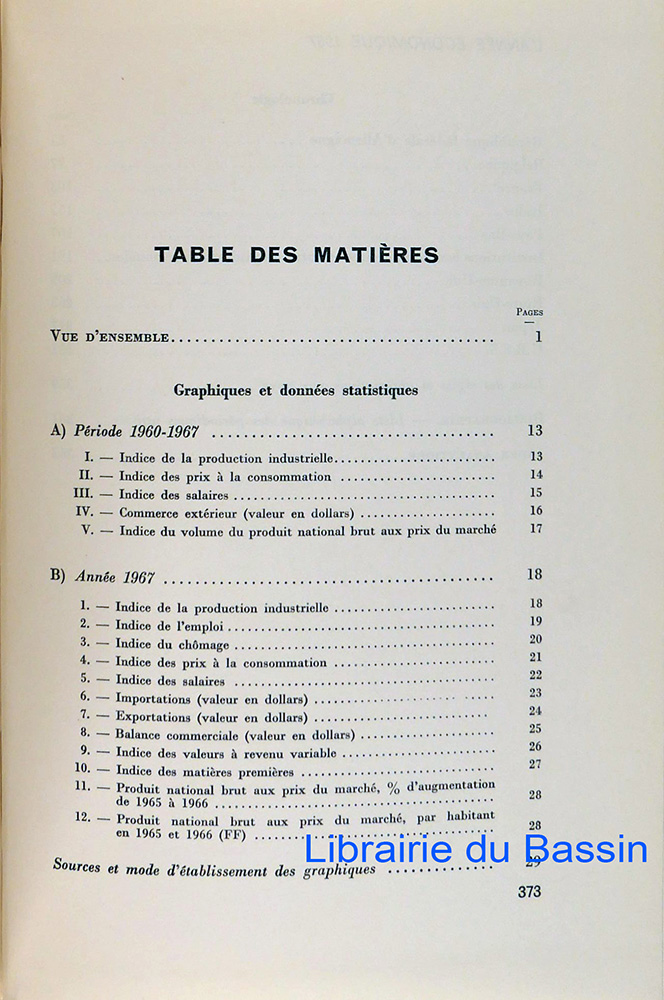 TABLE DES MATIÈRES
PAGES
VUE D'ENSEMBLE........................................ 1
Graphiques et données statistiques
A) Période 1960-1967 ................................... 13
I. — Indice de la production industrielle.................... 13
II. — Indice des prix à la consommation .................... 14
III. — Indice des salaires ................................. 15
IV. — Commerce extérieur (valeur en dollars) ................. 16
V. — Indice du volume du produit national brut aux prix du marché 17
B) Année 1967 ......................................... 18
1. — Indice de la production industrielle .................... 18
2. — Indice de l'emploi .................................. 19
3. — Indice du chômage ................................. 20
4. — Indice des prix à la consommation .................... 21
5. — Indice des salaires ................................. 22
6. — Importations (valeur en dollars) ....................... 23
7. — Exportations (valeur en dollars) ...................... 24
8. — Balance commerciale (valeur en dollars) ................. 25
9. — Indice des valeurs à revenu variable ................... 26
10. — Indice des matières premières ......................... 27
11. — Produit national brut aux prix du marché, % d'augmentation
de 1965 à 1966 ................................... 28
12. — Produit national brut aux prix du marché, par habitant
en 1965 et 1966 (FF) .............................. 28
Librairie du Bassin
Sources et mode d'établissement des graphiques .............. 29
373